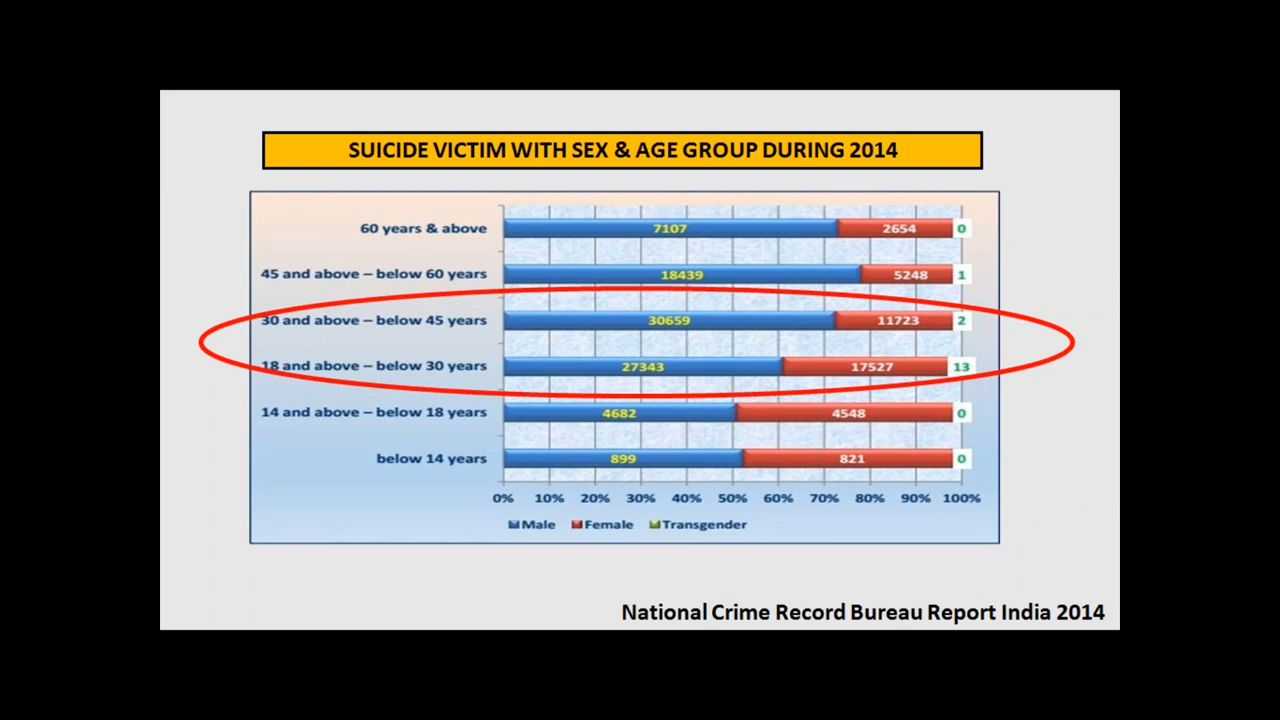 SUICIDE VICTIM WITH SEX & AGE GROUP DURING 2014
60 years & above 7107 2654 0
45 and above – below 60 years 18439 5248 1
30 and above – below 45 years 30659 11723 2
18 and above – below 30 years 27343 17527 13
14 and above – below 18 years 4682 4548 0
below 14 years 899 821 0
0% 10% 20% 30% 40% 50% 60% 70% 80% 90% 100%
Male Female Transgender
National Crime Record Bureau Report India 2014